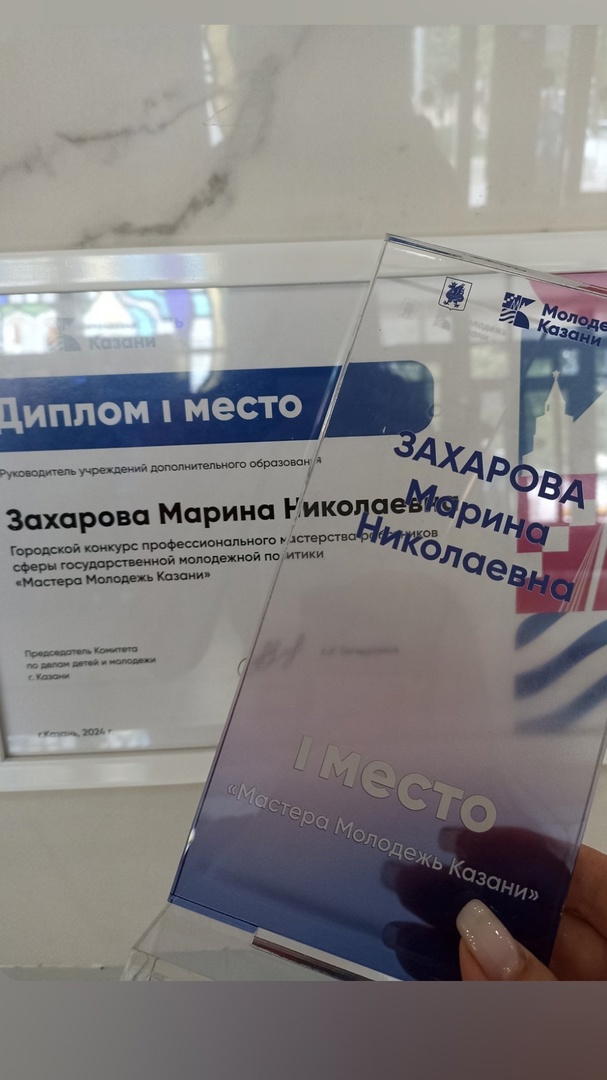 Казани
Диплом I место
Руководитель учреждений дополнительного образования
Захарова Марина Николаевна
Городской конкурс профессионального мастерства работников
сферы государственной молодежной политики
«Мастера Молодежь Казани»
Председатель Комитета
по делам детей и молодежи
г. Казани
г.Казань, 2024 г
Молоде
Казани
ЗАХАРОВА
Марина
Николаевна
I место
«Мастера Молодежь Казани»